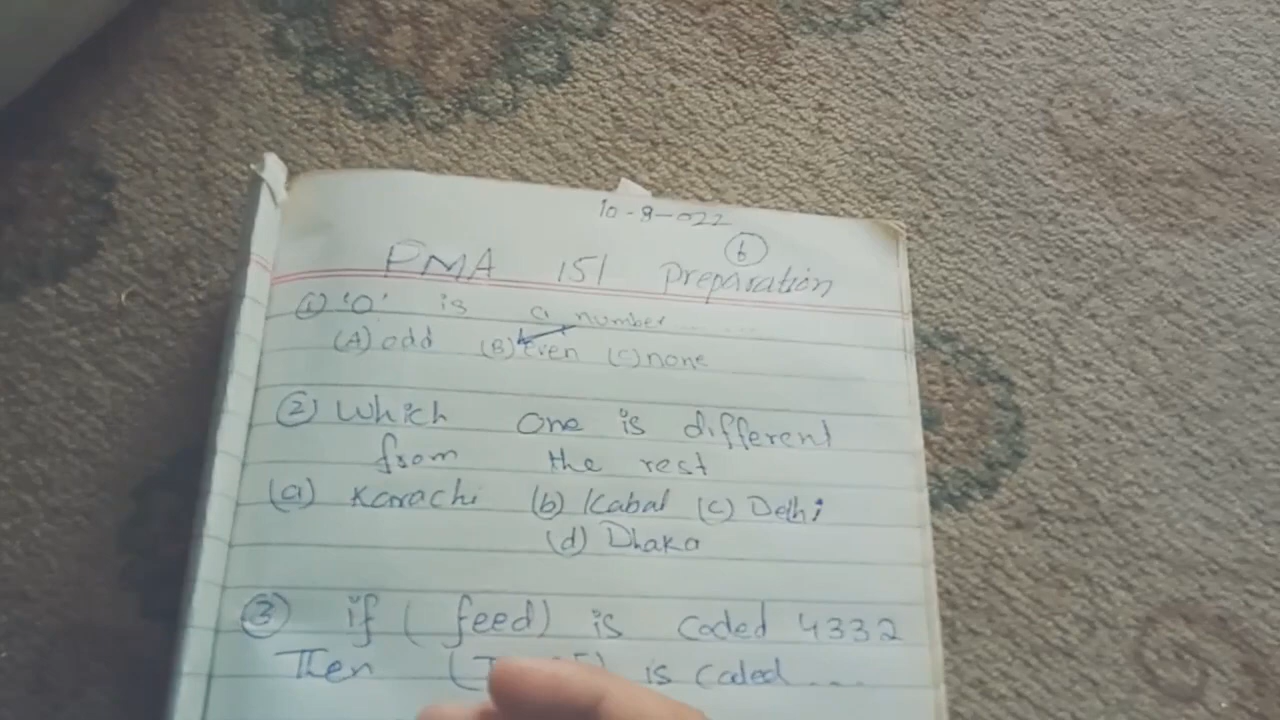 10-8-022
6
PMA 151 Preparation
① '0' is a number ......
(A) odd (B) Even (C) none
② Which one is different
from the rest
(a) Karachi (b) Kabal (c) Delhi
(d) Dhaka
③ if (feed) is coded 4332
Then is coded ...